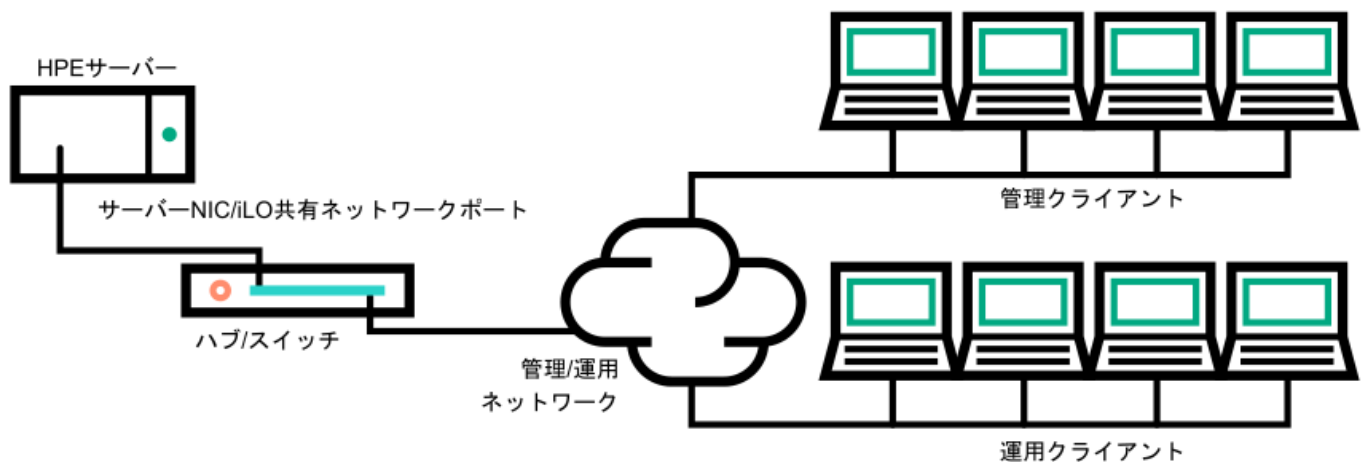 HPEサーバー
サーバーNIC/iLO共有ネットワークポート
ハブ/スイッチ
管理/運用
ネットワーク
管理クライアント
運用クライアント